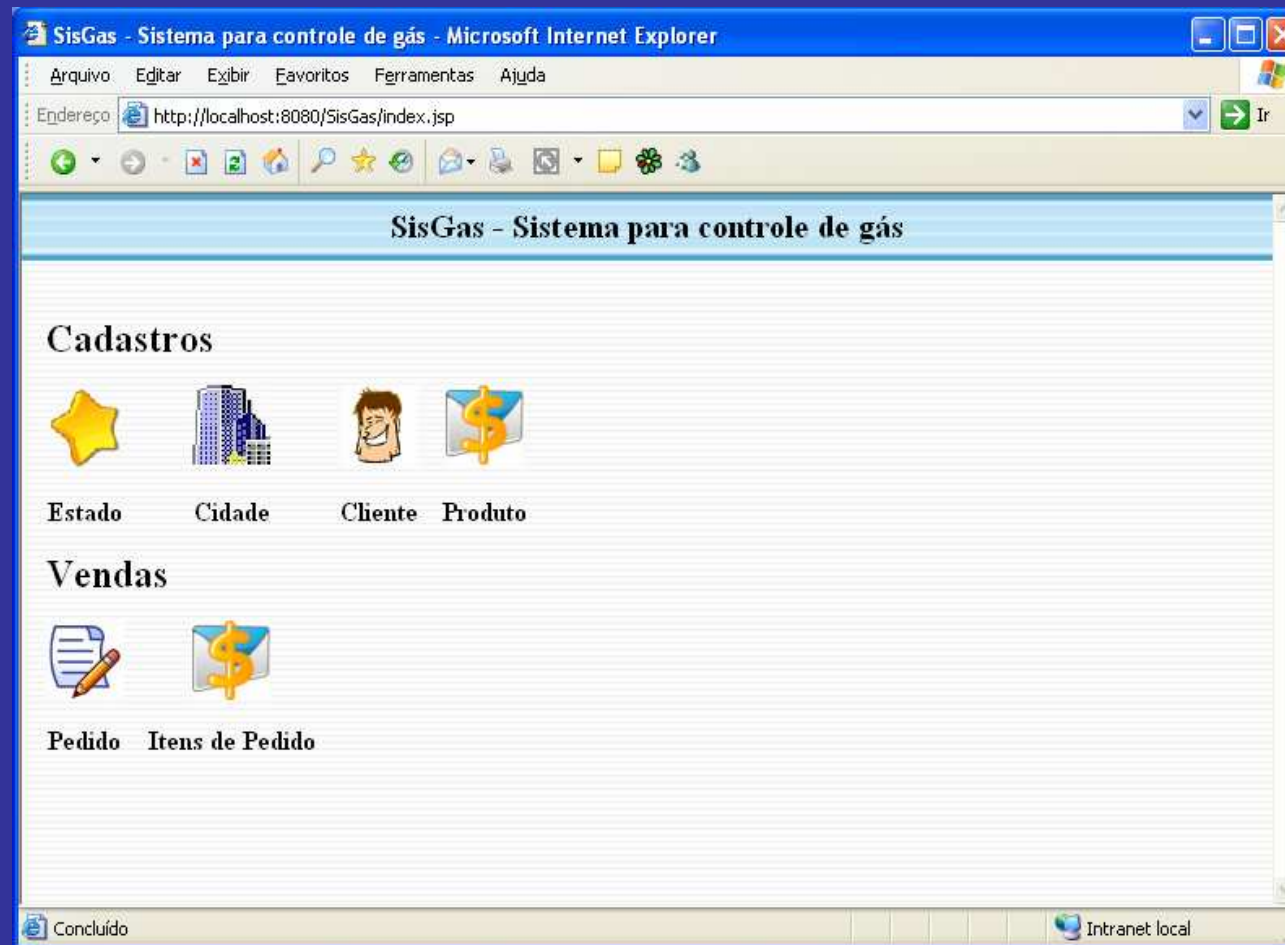 SisGas - Sistema para controle de gás - Microsoft Internet Explorer
Arquivo Editar Exibir Favoritos Ferramentas Ajuda
Endereço http://localhost:8080/SisGas/index.jsp Ir
SisGas - Sistema para controle de gás
Cadastros
Estado Cidade Cliente Produto
Vendas
Pedido Itens de Pedido
Concluído Intranet local